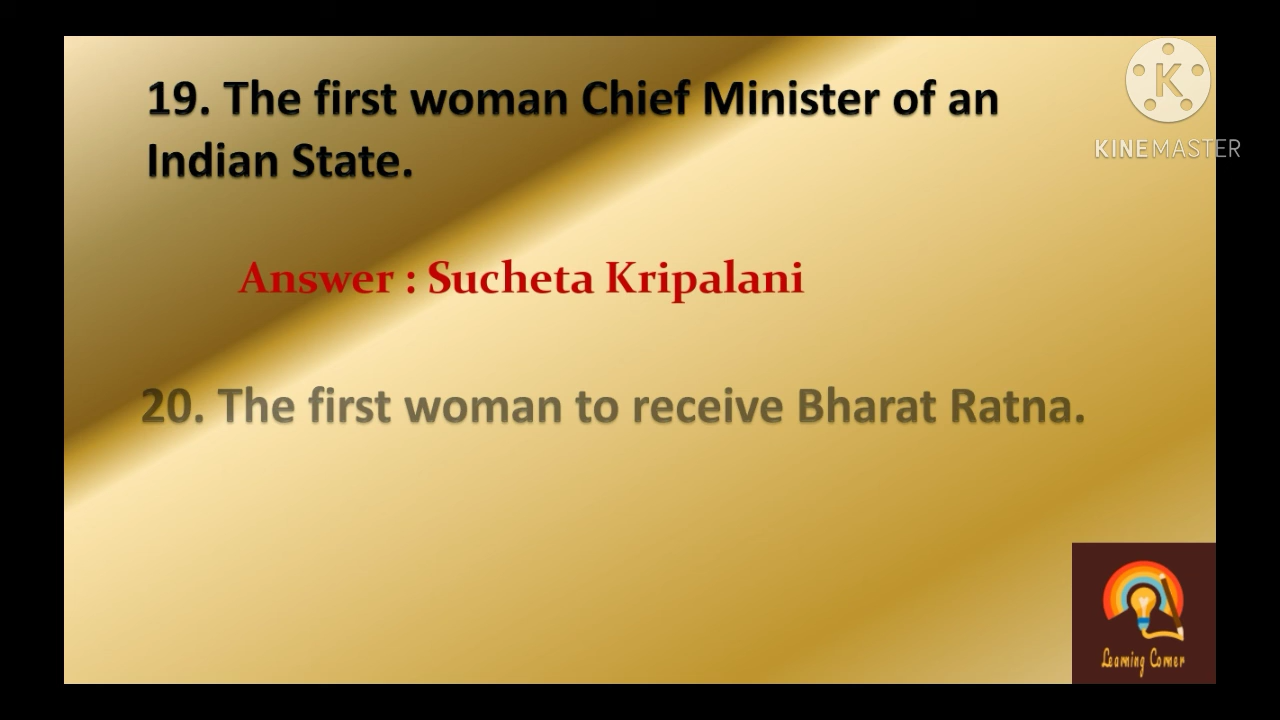 19. The first woman Chief Minister of an
Indian State.
K
KINEMASTER
Answer : Sucheta Kripalani
20. The first woman to receive Bharat Ratna.
Learning Corner